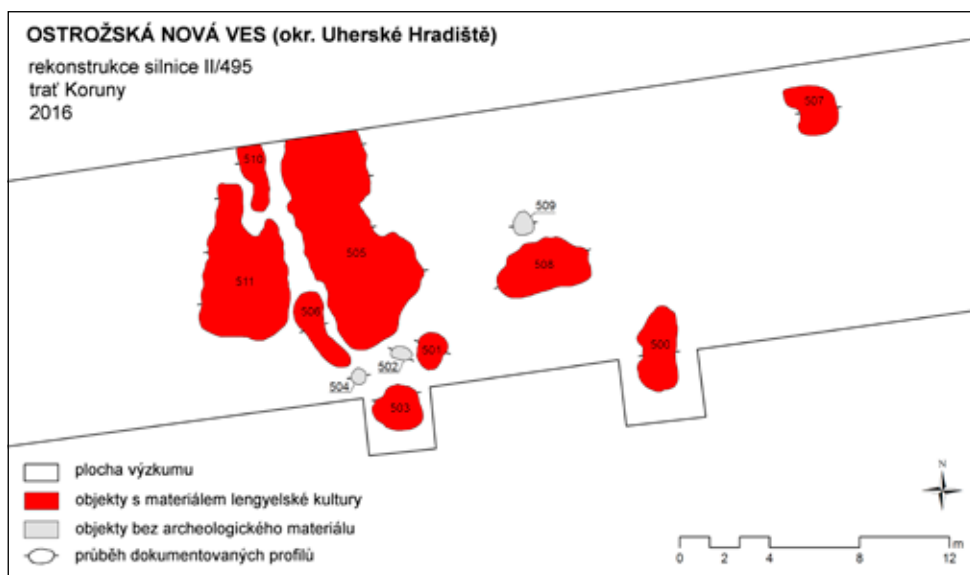 OSTROŽSKÁ NOVÁ VES (okr. Uherské Hradiště)
rekonstrukce silnice II/495
trať Koruny
2016
507
510
509
505
508
511
506
500
501
502
504
503
plocha výzkumu
objekty s materiálem lengyelské kultury
objekty bez archeologického materiálu
průběh dokumentovaných profilů
N
m
0 2 4 8 12